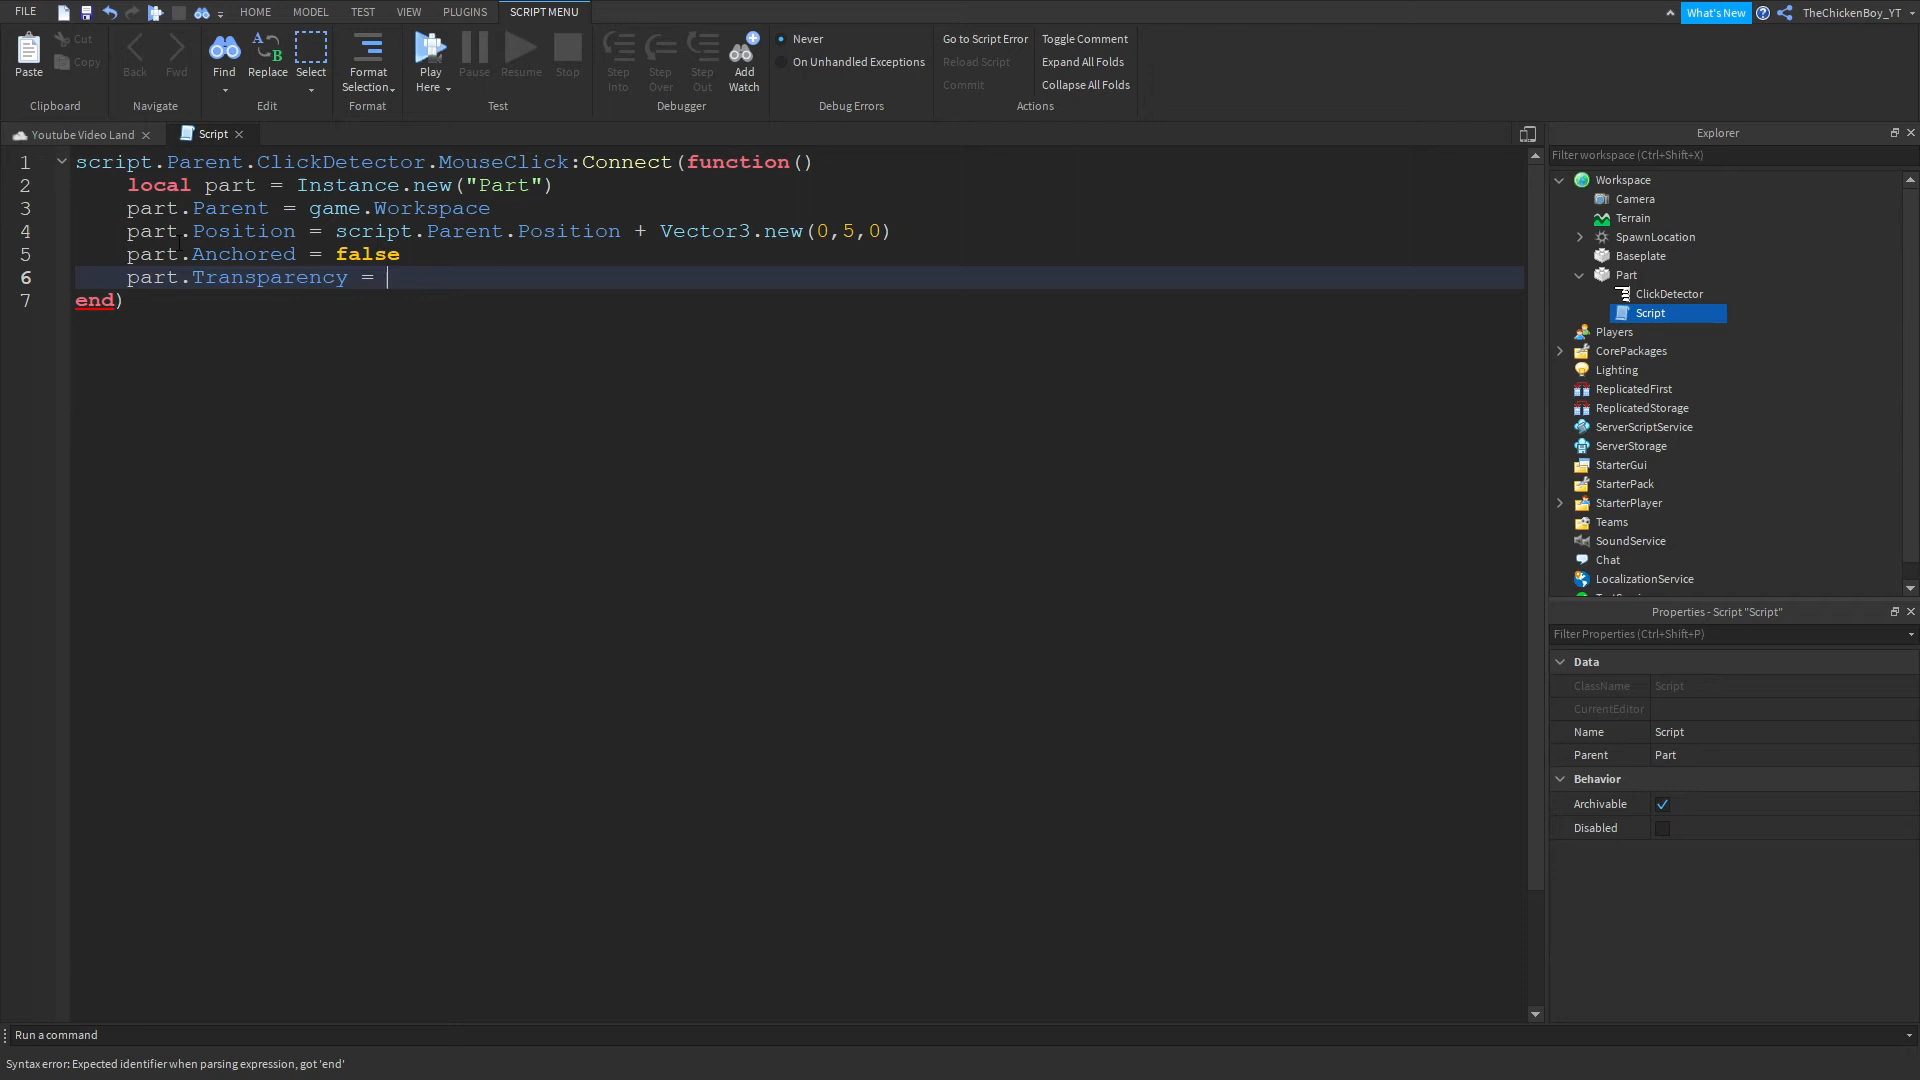 FILE HOME MODEL TEST VIEW PLUGINS SCRIPT MENU What's New TheChickenBoy_YT
Paste Cut Copy
Clipboard
Back Fwd
Navigate
Find Replace Select
Edit
Format Selection
Format
Play Here Pause Resume Stop
Test
Step Into Step Over Step Out Add Watch
Debugger
Never
On Unhandled Exceptions
Debug Errors
Go to Script Error Toggle Comment
Reload Script Expand All Folds
Commit Collapse All Folds
Actions
Youtube Video Land Script
1 script.Parent.ClickDetector.MouseClick:Connect(function()
2 local part = Instance.new("Part")
3 part.Parent = game.Workspace
4 part.Position = script.Parent.Position + Vector3.new(0,5,0)
5 part.Anchored = false
6 part.Transparency =
7 end)
Explorer
Filter workspace (Ctrl+Shift+X)
Workspace
Camera
Terrain
SpawnLocation
Baseplate
Part
ClickDetector
Script
Players
CorePackages
Lighting
ReplicatedFirst
ReplicatedStorage
ServerScriptService
ServerStorage
StarterGui
StarterPack
StarterPlayer
Teams
SoundService
Chat
LocalizationService
Properties - Script "Script"
Filter Properties (Ctrl+Shift+P)
Data
ClassName Script
CurrentEditor
Name Script
Parent Part
Behavior
Archivable
Disabled
Run a command
Syntax error: Expected identifier when parsing expression, got 'end'